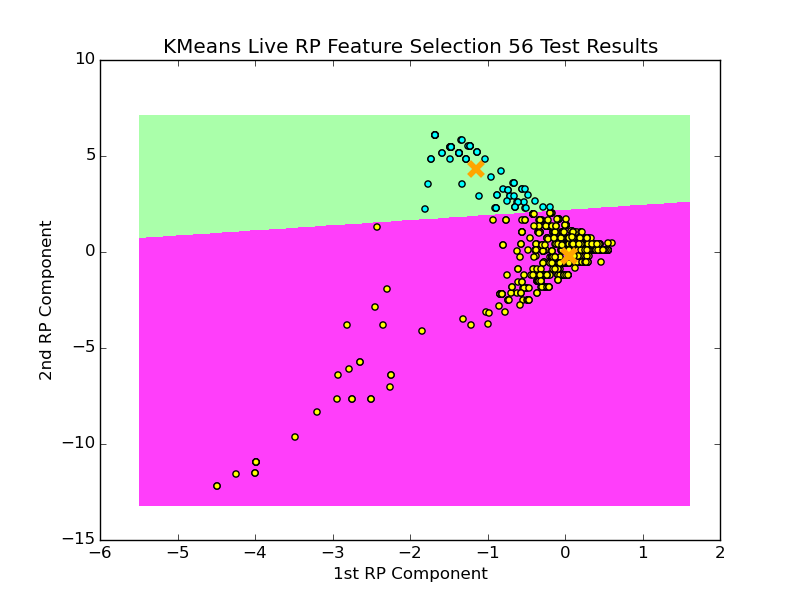 KMeans Live RP Feature Selection 56 Test Results
10
5
0
−5
−10
−15
2nd RP Component
−6 −5 −4 −3 −2 −1 0 1 2
1st RP Component